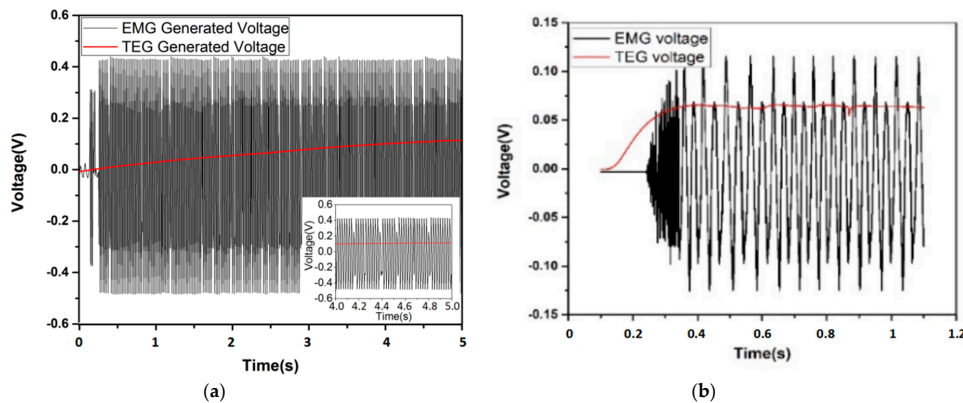 EMG Generated Voltage
TEG Generated Voltage
Voltage(V)
0.6
0.4
0.2
0.0
-0.2
-0.4
-0.6
0 1 2 3 4 5
Time(s)
Voltage(V)
0.6
0.4
0.2
0.0
-0.2
-0.4
-0.6
4.0 4.2 4.4 4.6 4.8 5.0
Time(s)
(a)
EMG voltage
TEG voltage
Voltage(V)
0.15
0.10
0.05
0.00
-0.05
-0.10
-0.15
0 0.2 0.4 0.6 0.8 1 1.2
Time(s)
(b)